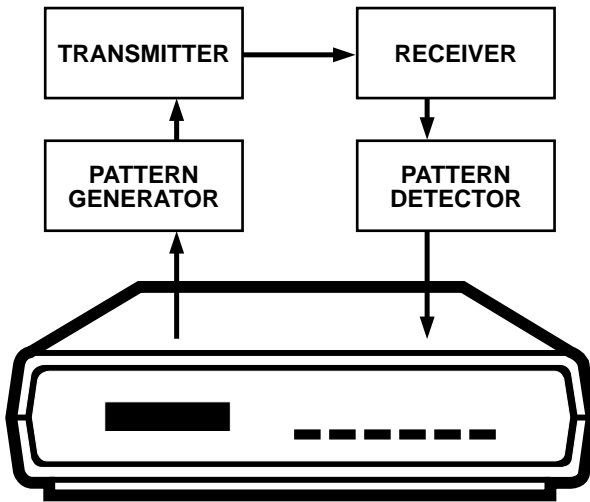 TRANSMITTER
RECEIVER
PATTERN
GENERATOR
PATTERN
DETECTOR